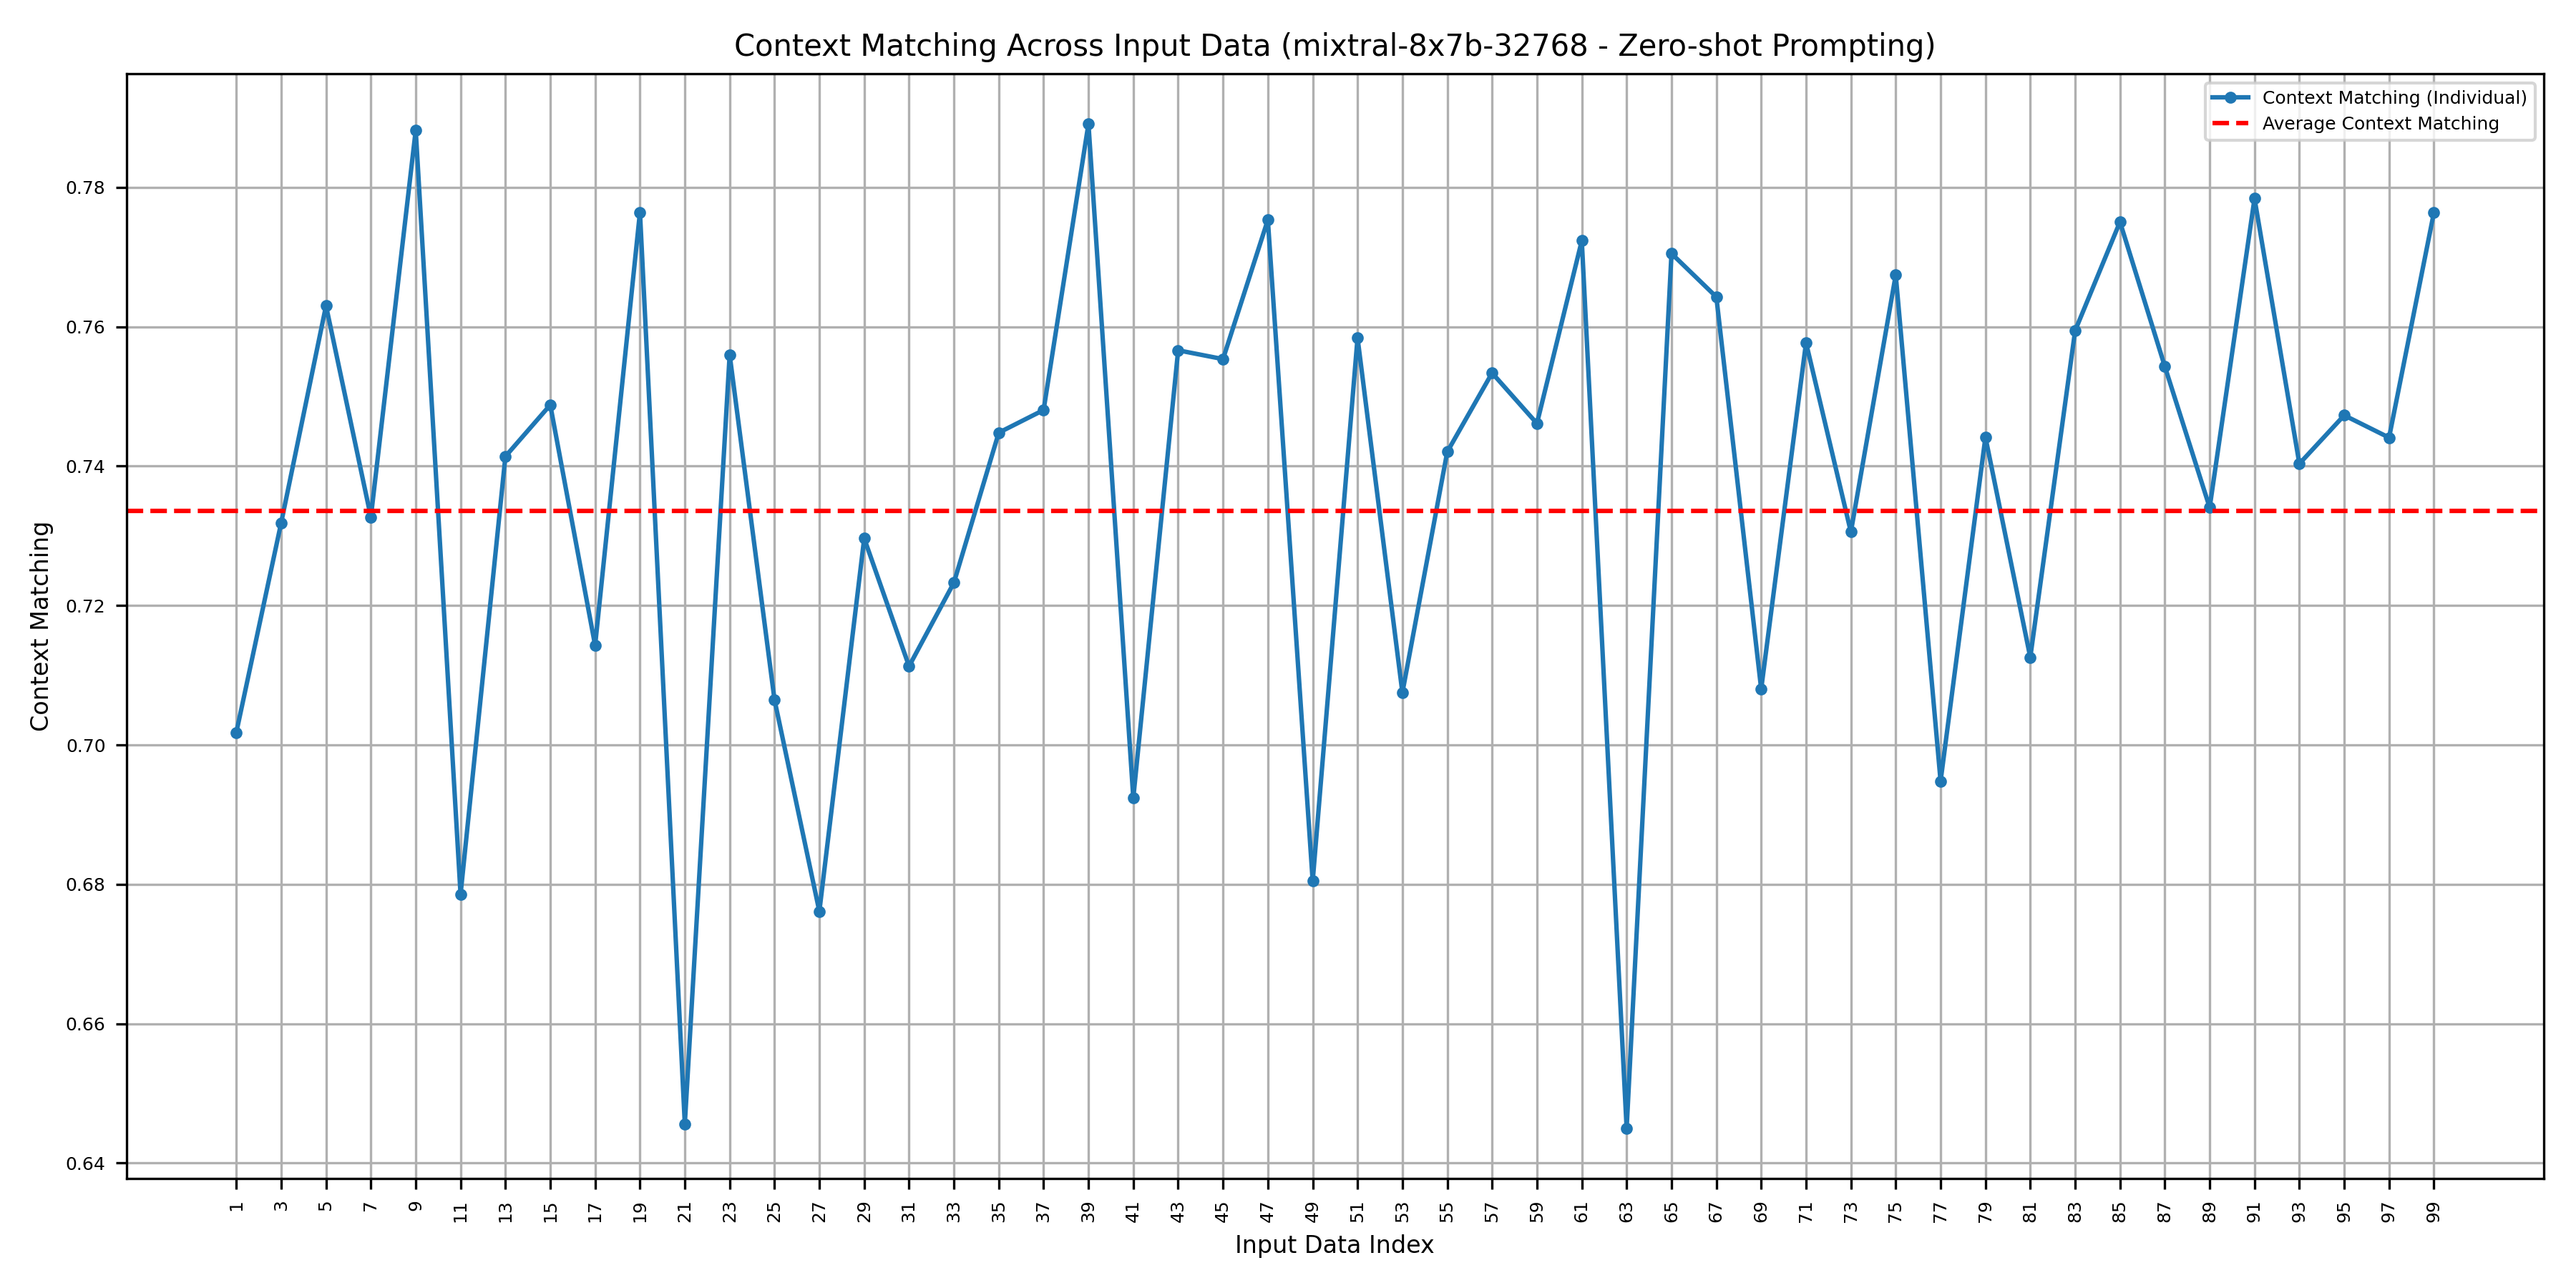 Context Matching Across Input Data (mixtral-8x7b-32768 - Zero-shot Prompting)
Context Matching (Individual)
Average Context Matching
Context Matching
0.78
0.76
0.74
0.72
0.70
0.68
0.66
0.64
1 3 5 7 9 11 13 15 17 19 21 23 25 27 29 31 33 35 37 39 41 43 45 47 49 51 53 55 57 59 61 63 65 67 69 71 73 75 77 79 81 83 85 87 89 91 93 95 97 99
Input Data Index